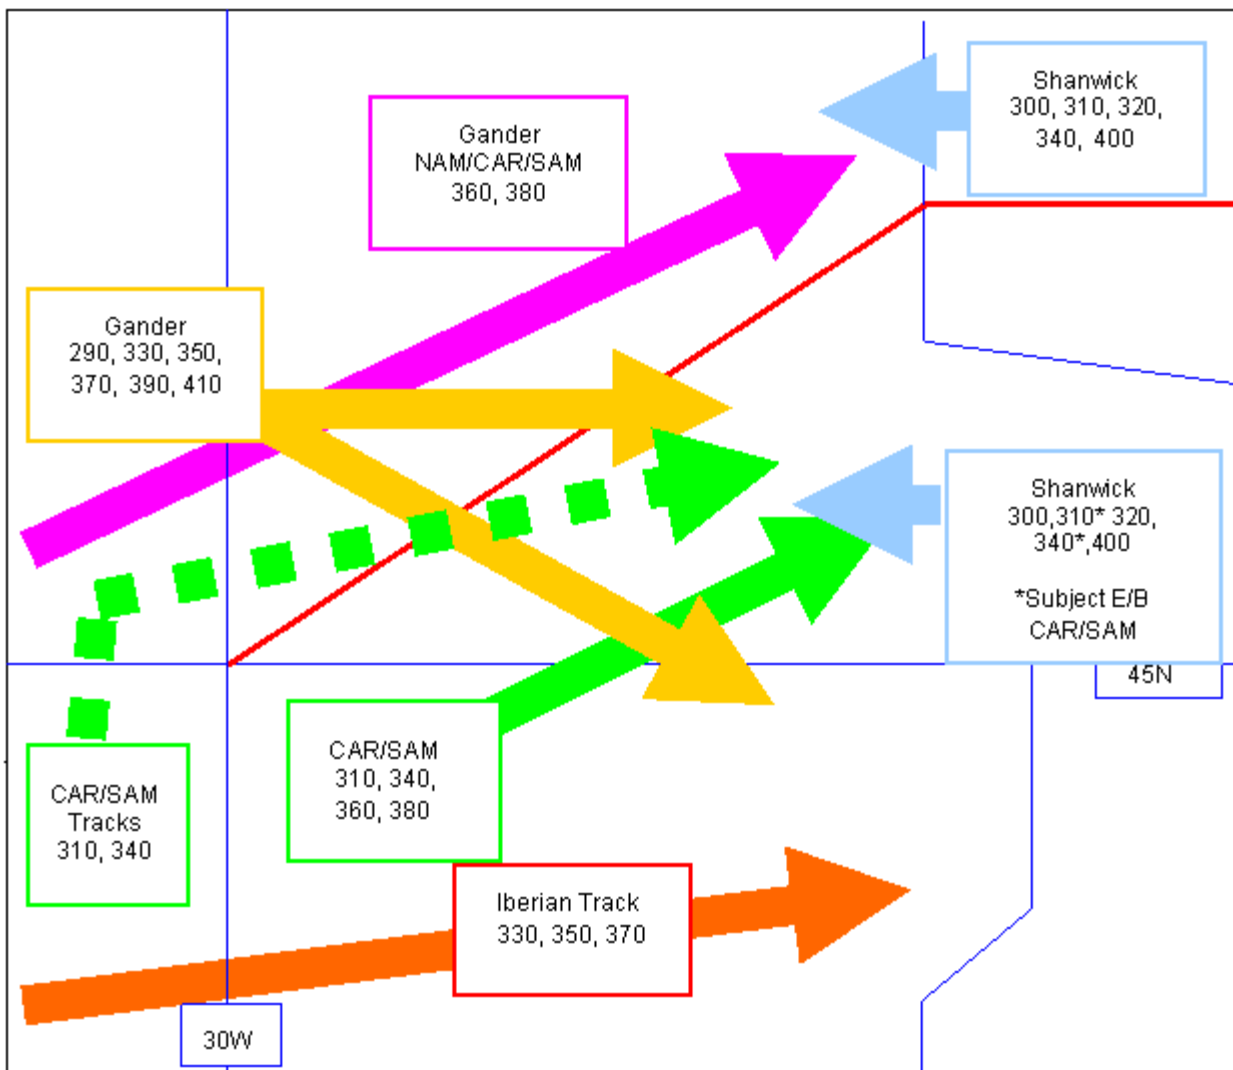 Shanwick
300, 310, 320,
340, 400
Gander
NAM/CAR/SAM
360, 380
Gander
290, 330, 350,
370, 390, 410
Shanwick
300,310* 320,
340*,400
*Subject E/B
CAR/SAM
45N
CAR/SAM
310, 340,
360, 380
CAR/SAM
Tracks
310, 340
Iberian Track
330, 350, 370
30W